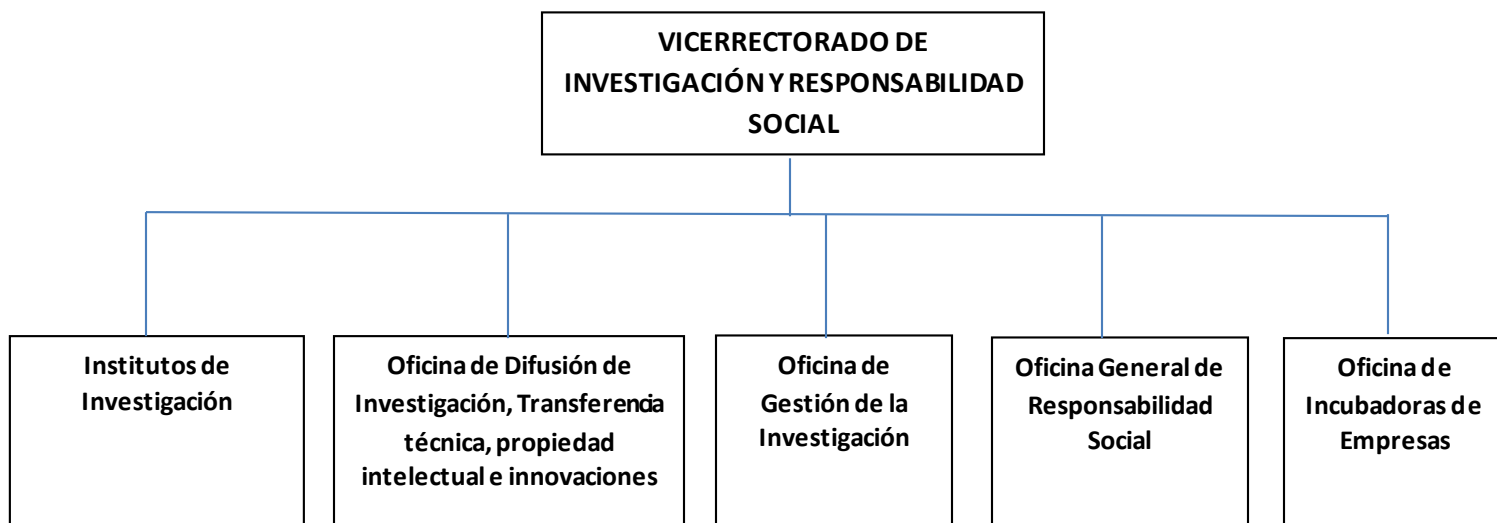 VICERRECTORADO DE
INVESTIGACIÓN Y RESPONSABILIDAD
SOCIAL
Institutos de
Investigación
Oficina de Difusión de
Investigación, Transferencia
técnica, propiedad
intelectual e innovaciones
Oficina de
Gestión de la
Investigación
Oficina General de
Responsabilidad
Social
Oficina de
Incubadoras de
Empresas